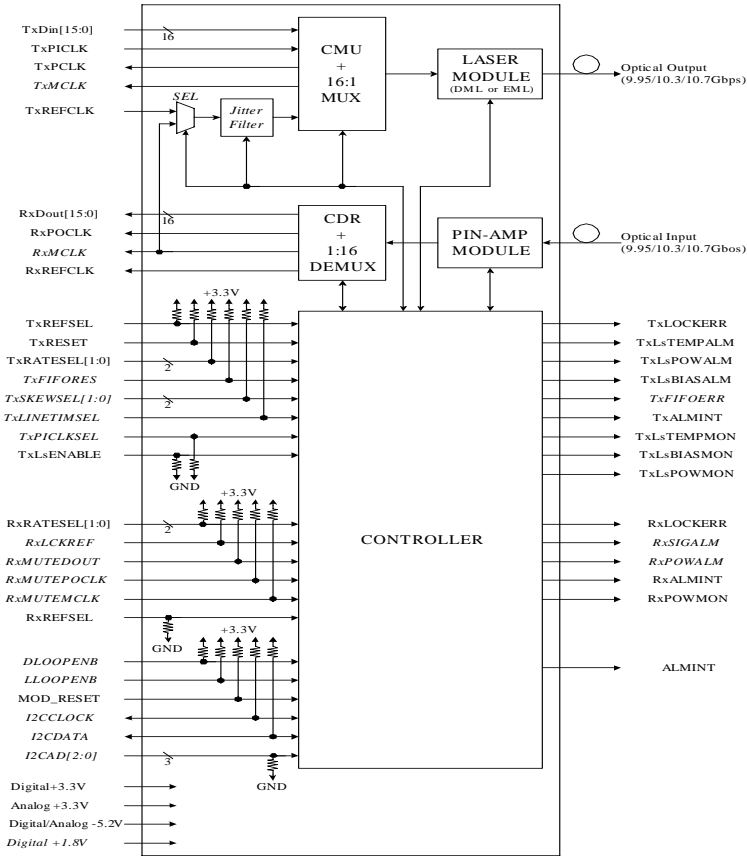 TxDin[15:0]
16
TxPICLK
TxPCLK
TxMCLK
TxREFCLK
SEL
Jitter
Filter
CMU
+
16:1
MUX
LASER
MODULE
(DML or EML)
Optical Output
(9.95/10.3/10.7Gbps)
RxDout[15:0]
16
RxPOCLK
RxMCLK
RxREFCLK
CDR
+
1:16
DEMUX
PIN-AMP
MODULE
Optical Input
(9.95/10.3/10.7Gbos)
+3.3V
TxREFSEL
TxRESET
TxRATESEL[1:0]
2
TxFIFORES
TxSKEWSEL[1:0]
2
TxLINETIMSEL
TxPICLKSEL
TxLsENABLE
GND
+3.3V
RxRATESEL[1:0]
2
RxLCKREF
RxMUTEDOUT
RxMUTEPOCLK
RxMUTEMCLK
RxREFSEL
GND
+3.3V
DLOOPENB
LLOOPENB
MOD_RESET
I2CCLOCK
I2CDATA
I2CAD[2:0]
3
GND
CONTROLLER
TxLOCKERR
TxLsTEMPALM
TxLsPOWALM
TxLsBIASALM
TxFIFOERR
TxALMINT
TxLsTEMPMON
TxLsBIASMON
TxLsPOWMON
RxLOCKERR
RxSIGALM
RxPOWALM
RxALMINT
RxPOWMON
ALMINT
Digital+3.3V
Analog +3.3V
Digital/Analog -5.2V
Digital +1.8V